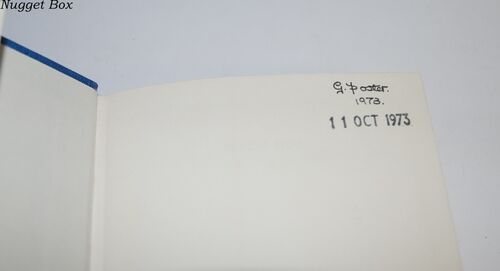 Nugget Box
G. Foster.
1973.
11 OCT 1973